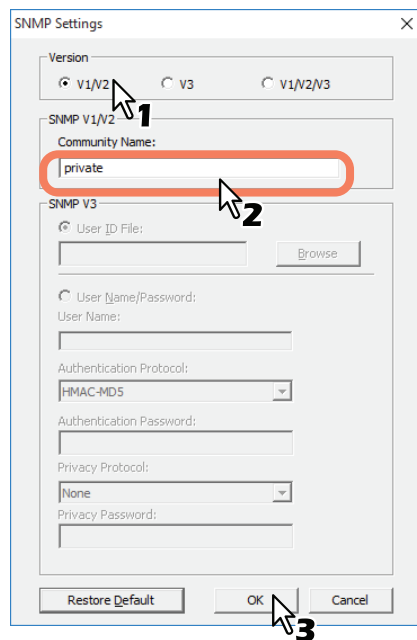 SNMP Settings
Version
V1/V2
V3
V1/V2/V3
1
SNMP V1/V2
Community Name:
private
2
SNMP V3
User ID File:
Browse
User Name/Password:
User Name:
Authentication Protocol:
HMAC-MD5
Authentication Password:
Privacy Protocol:
None
Privacy Password:
Restore Default
OK
Cancel
3